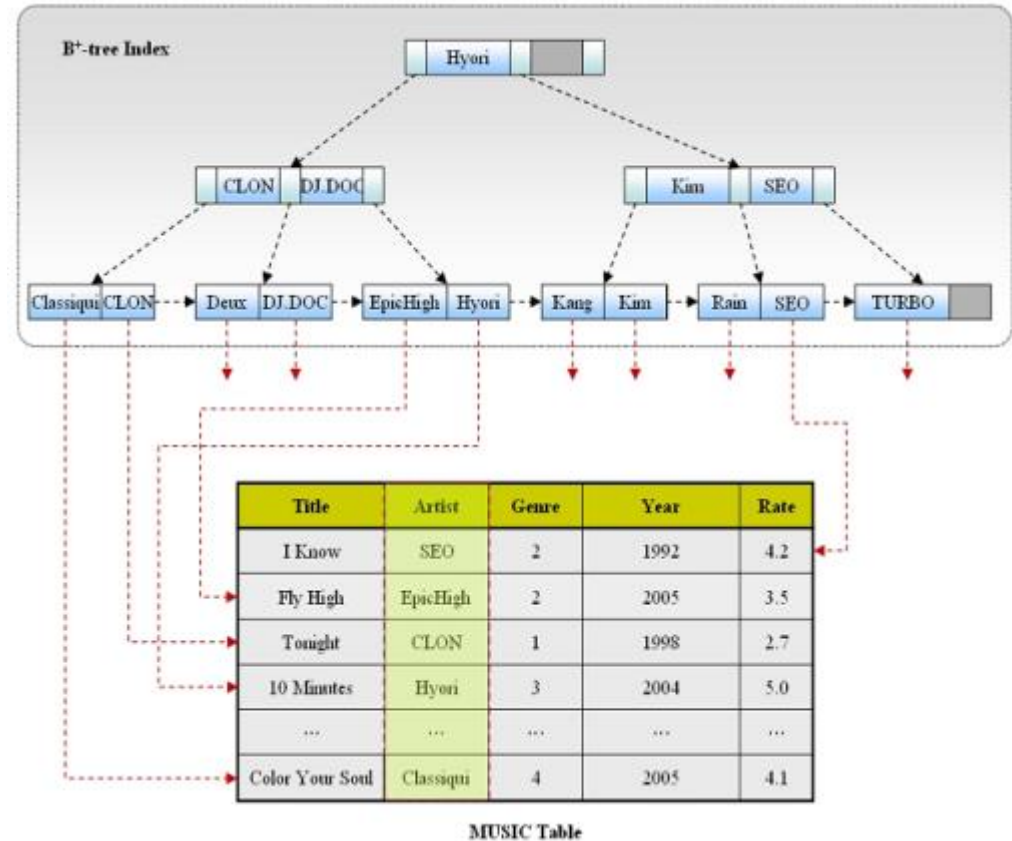 B+-tree Index
Hyori
CLON DJ.DOC
Kim SEO
Classiqui CLON
Deux DJ.DOC
EpicHigh Hyori
Kang Kim
Rain SEO
TURBO
Title Artist Genre Year Rate
I Know SEO 2 1992 4.2
Fly High EpicHigh 2 2005 3.5
Tonight CLON 1 1998 2.7
10 Minutes Hyori 3 2004 5.0
... ... ... ... ...
Color Your Soul Classiqui 4 2005 4.1
MUSIC Table